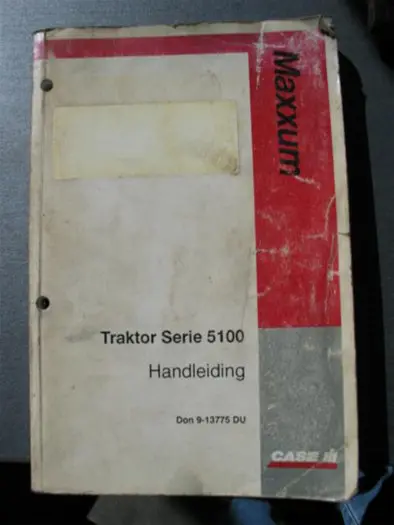 Maxxum
Traktor Serie 5100
Handleiding
Don 9-13775 DU
CASE IH